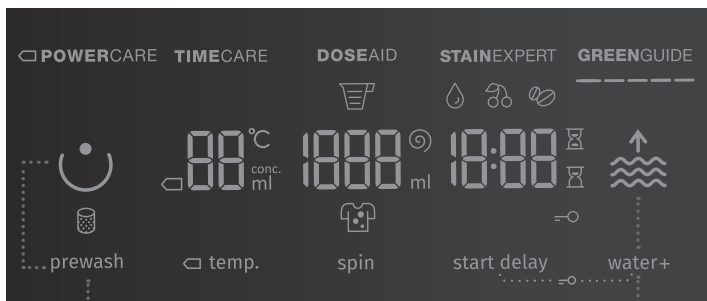 POWERCARE TIMECARE DOSEAID STAINEXPERT GREENGUIDE
88 °C 1888 18:88
conc.
ml ml
prewash temp. spin start delay water+